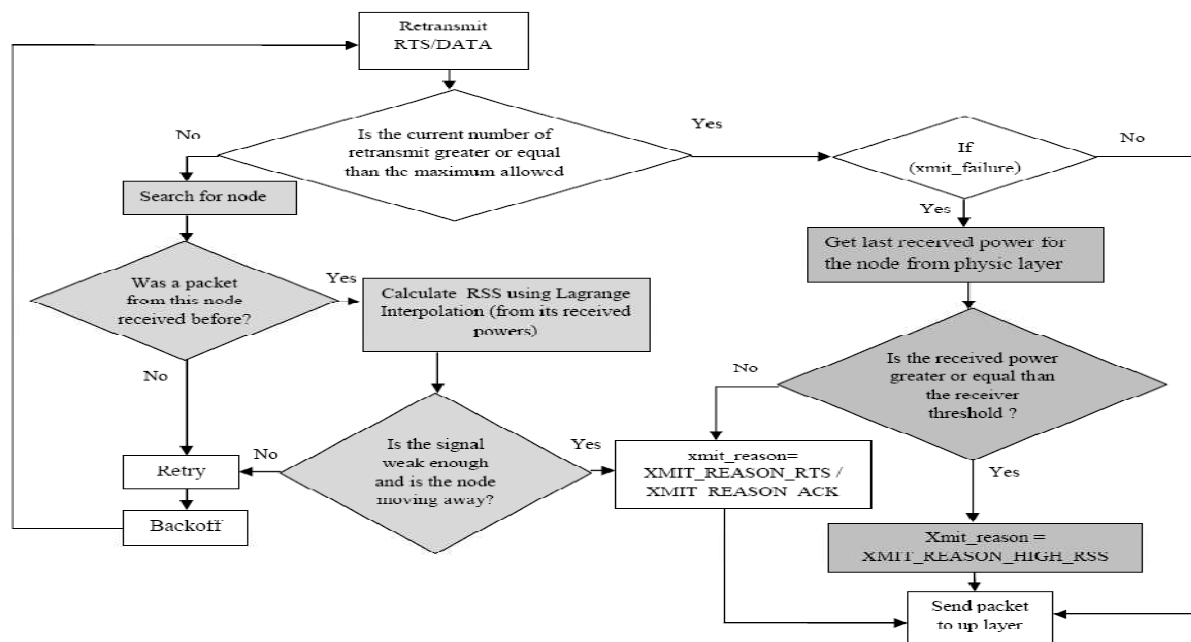 Retransmit
RTS/DATA
No
Is the current number of
retransmit greater or equal
than the maximum allowed
Yes
If
(xmit_failure)
No
Search for node
Yes
Get last received power for
the node from physic layer
Was a packet
from this node
received before?
Yes
Calculate RSS using Lagrange
Interpolation (from its received
powers)
No
Is the received power
greater or equal than
the receiver
threshold ?
No
Is the signal
weak enough
and is the node
moving away?
Yes
No
Retry
xmit_reason=
XMIT_REASON_RTS /
XMIT_REASON_ACK
Yes
Backoff
Xmit_reason =
XMIT_REASON_HIGH_RSS
Send packet
to up layer